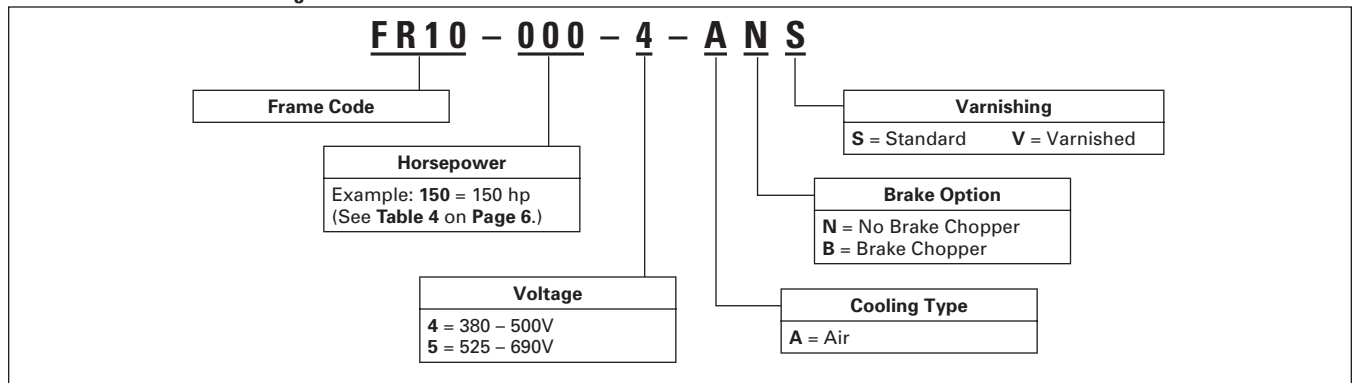 FR10 – 000 – 4 – A N S
Frame Code
Varnishing
S = Standard V = Varnished
Horsepower
Example: 150 = 150 hp
(See Table 4 on Page 6.)
Brake Option
N = No Brake Chopper
B = Brake Chopper
Voltage
4 = 380 – 500V
5 = 525 – 690V
Cooling Type
A = Air